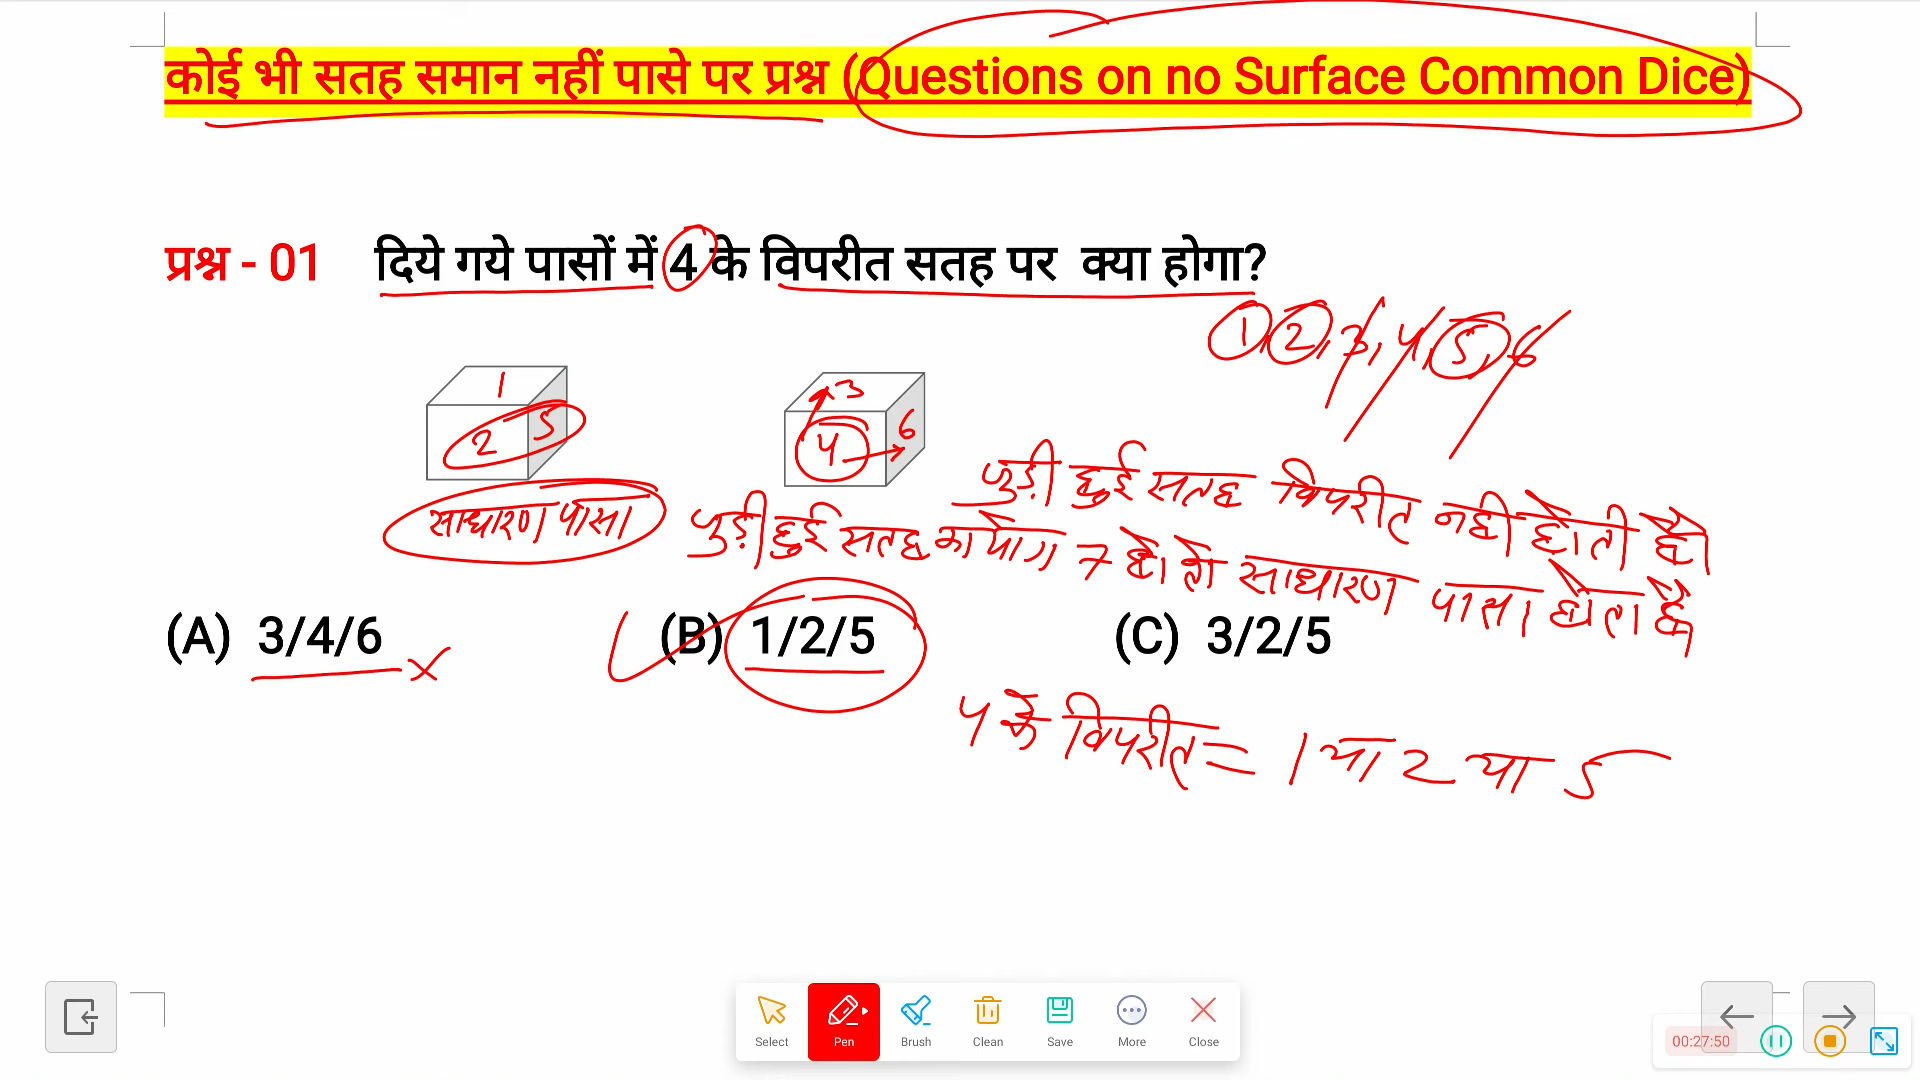 कोई भी सतह समान नहीं पासे पर प्रश्न (Questions on no Surface Common Dice)
प्रश्न - 01 दिये गये पासों में 4 के विपरीत सतह पर क्या होगा?
1, 2, 3, 4, 5, 6
1
2 5
3
4 6
जुड़ी हुई सतह विपरीत नही होती है।
साधारण पासा
जुड़ी हुई सतह का योग 7 हो तो साधारण पासा होता है
(A) 3/4/6 (B) 1/2/5 (C) 3/2/5
4 के विपरीत = 1 या 2 या 5
Select Pen Brush Clean Save More Close
00:27:50